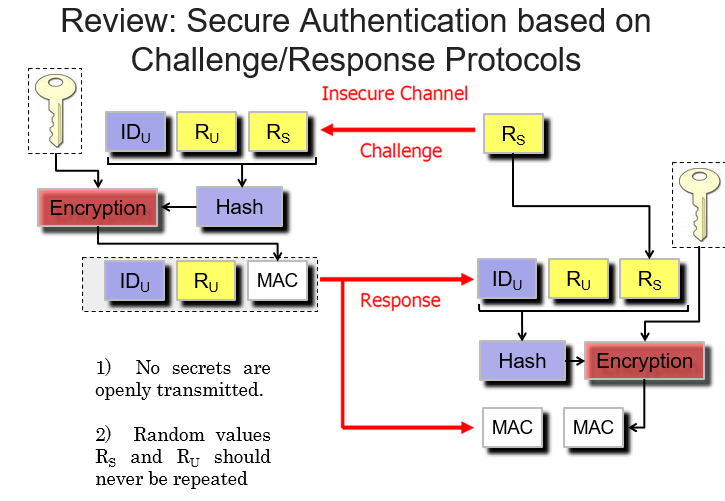 Review: Secure Authentication based on
Challenge/Response Protocols
Insecure Channel
ID_U R_U R_S
R_S
Challenge
Encryption
Hash
ID_U R_U MAC
ID_U R_U R_S
Response
Hash
Encryption
1) No secrets are
openly transmitted.
MAC MAC
2) Random values
R_S and R_U should
never be repeated